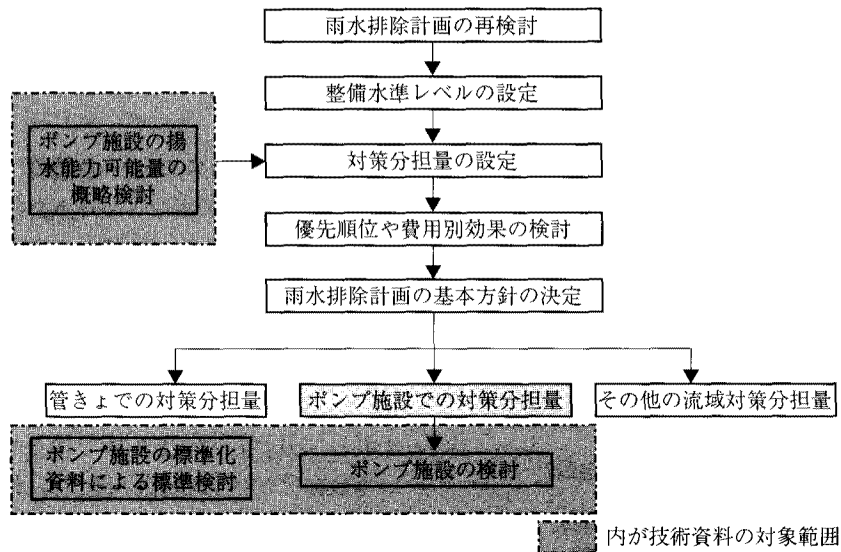 雨水排除計画の再検討
整備水準レベルの設定
ポンプ施設の揚
水能力可能量の
概略検討
対策分担量の設定
優先順位や費用別効果の検討
雨水排除計画の基本方針の決定
管きょでの対策分担量
ポンプ施設での対策分担量
その他の流域対策分担量
ポンプ施設の標準化
資料による標準検討
ポンプ施設の検討
内が技術資料の対象範囲